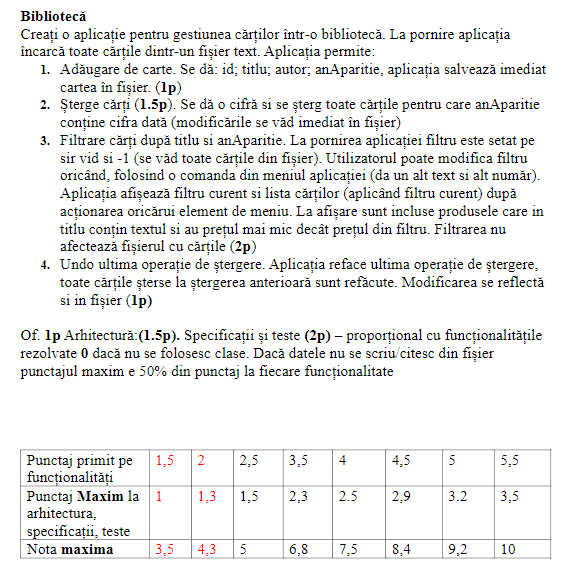 Bibliotecă
Creați o aplicație pentru gestiunea cărților într-o bibliotecă. La pornire aplicația
încarcă toate cărțile dintr-un fișier text. Aplicația permite:
1. Adăugare de carte. Se dă: id; titlu; autor; anAparitie, aplicația salvează imediat
cartea în fișier. (1p)
2. Șterge cărți (1.5p). Se dă o cifră si se șterg toate cărțile pentru care anAparitie
conține cifra dată (modificările se văd imediat în fișier)
3. Filtrare cărți după titlu si anAparitie. La pornirea aplicației filtru este setat pe
sir vid si -1 (se văd toate cărțile din fișier). Utilizatorul poate modifica filtru
oricând, folosind o comanda din meniul aplicației (da un alt text si alt număr).
Aplicația afișează filtru curent si lista cărților (aplicând filtru curent) după
acționarea oricărui element de meniu. La afișare sunt incluse produsele care in
titlu conțin textul si au prețul mai mic decât prețul din filtru. Filtrarea nu
afectează fișierul cu cărțile (2p)
4. Undo ultima operație de ștergere. Aplicația reface ultima operație de ștergere,
toate cărțile șterse la ștergerea anterioară sunt refăcute. Modificarea se reflectă
si in fișier (1p)
Of. 1p Arhitectură:(1.5p). Specificații și teste (2p) – proporțional cu funcționalitățile
rezolvate 0 dacă nu se folosesc clase. Dacă datele nu se scriu/citesc din fișier
punctajul maxim e 50% din punctaj la fiecare funcționalitate
Punctaj primit pe 1,5 2 2,5 3,5 4 4,5 5 5,5
funcționalități
Punctaj Maxim la 1 1,3 1,5 2,3 2.5 2,9 3.2 3,5
arhitectura,
specificații, teste
Nota maxima 3,5 4,3 5 6,8 7,5 8,4 9,2 10